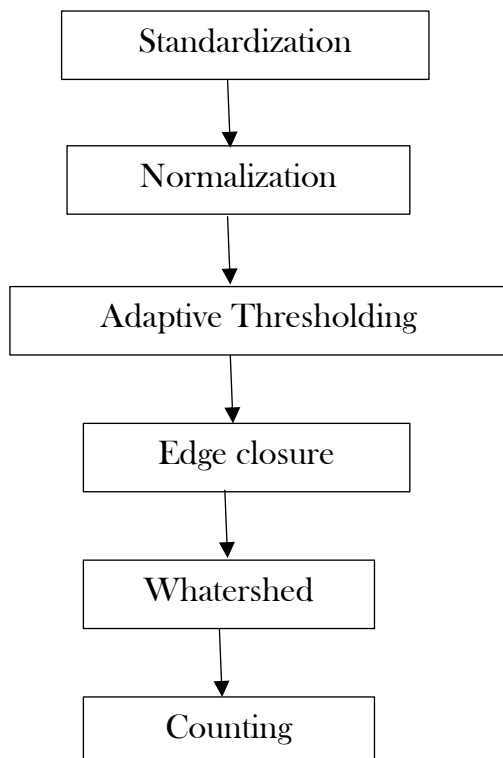 Standardization
Normalization
Adaptive Thresholding
Edge closure
Whatershed
Counting